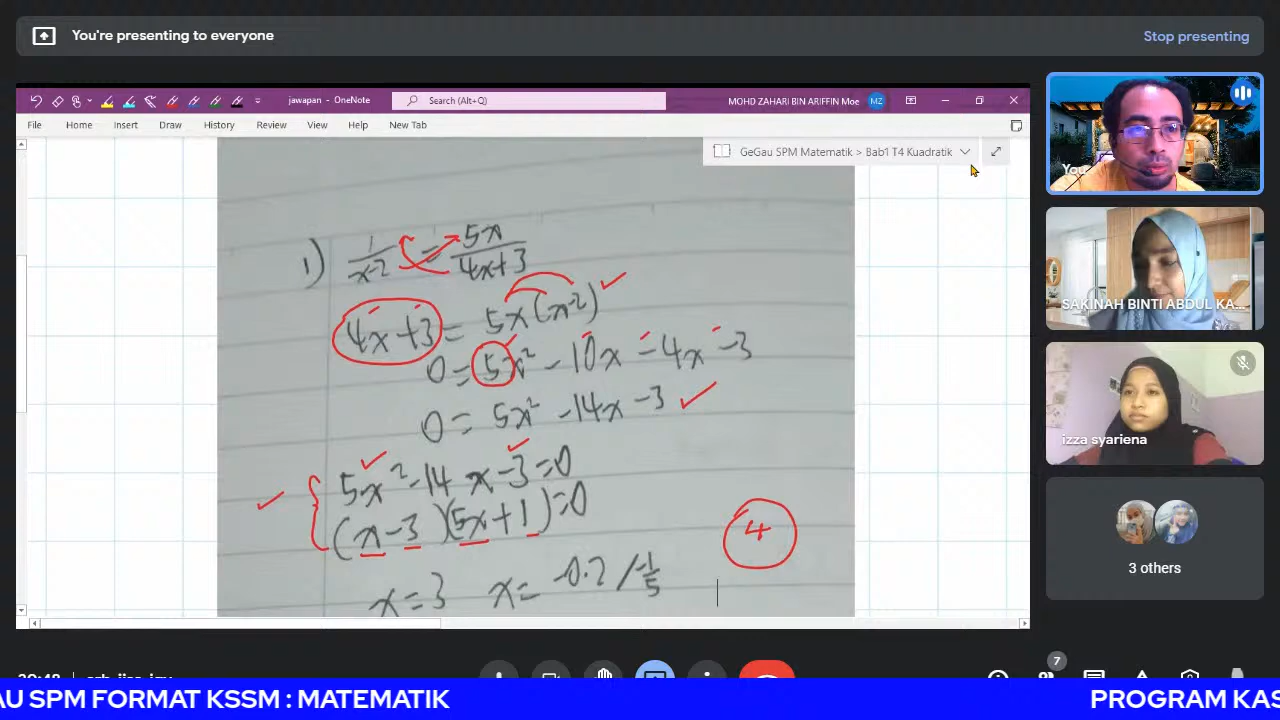 You're presenting to everyone
Stop presenting
jawapan - OneNote
Search (Alt+Q)
MOHD ZAHARI BIN ARIFFIN Moe
MZ
File Home Insert Draw History Review View Help New Tab
GeGau SPM Matematik > Bab1 T4 Kuadratik
1) 1/(x-2) = 5x/(4x+3)
4x+3 = 5x(x-2)
0 = 5x² - 10x - 4x - 3
0 = 5x² - 14x - 3
5x² - 14x - 3 = 0
(x-3)(5x+1) = 0
4
x = 3 x = -0.2 / -1/5
You
SAKINAH BINTI ABDUL KA...
izza syariena
3 others
7
AU SPM FORMAT KSSM : MATEMATIK
PROGRAM KAS